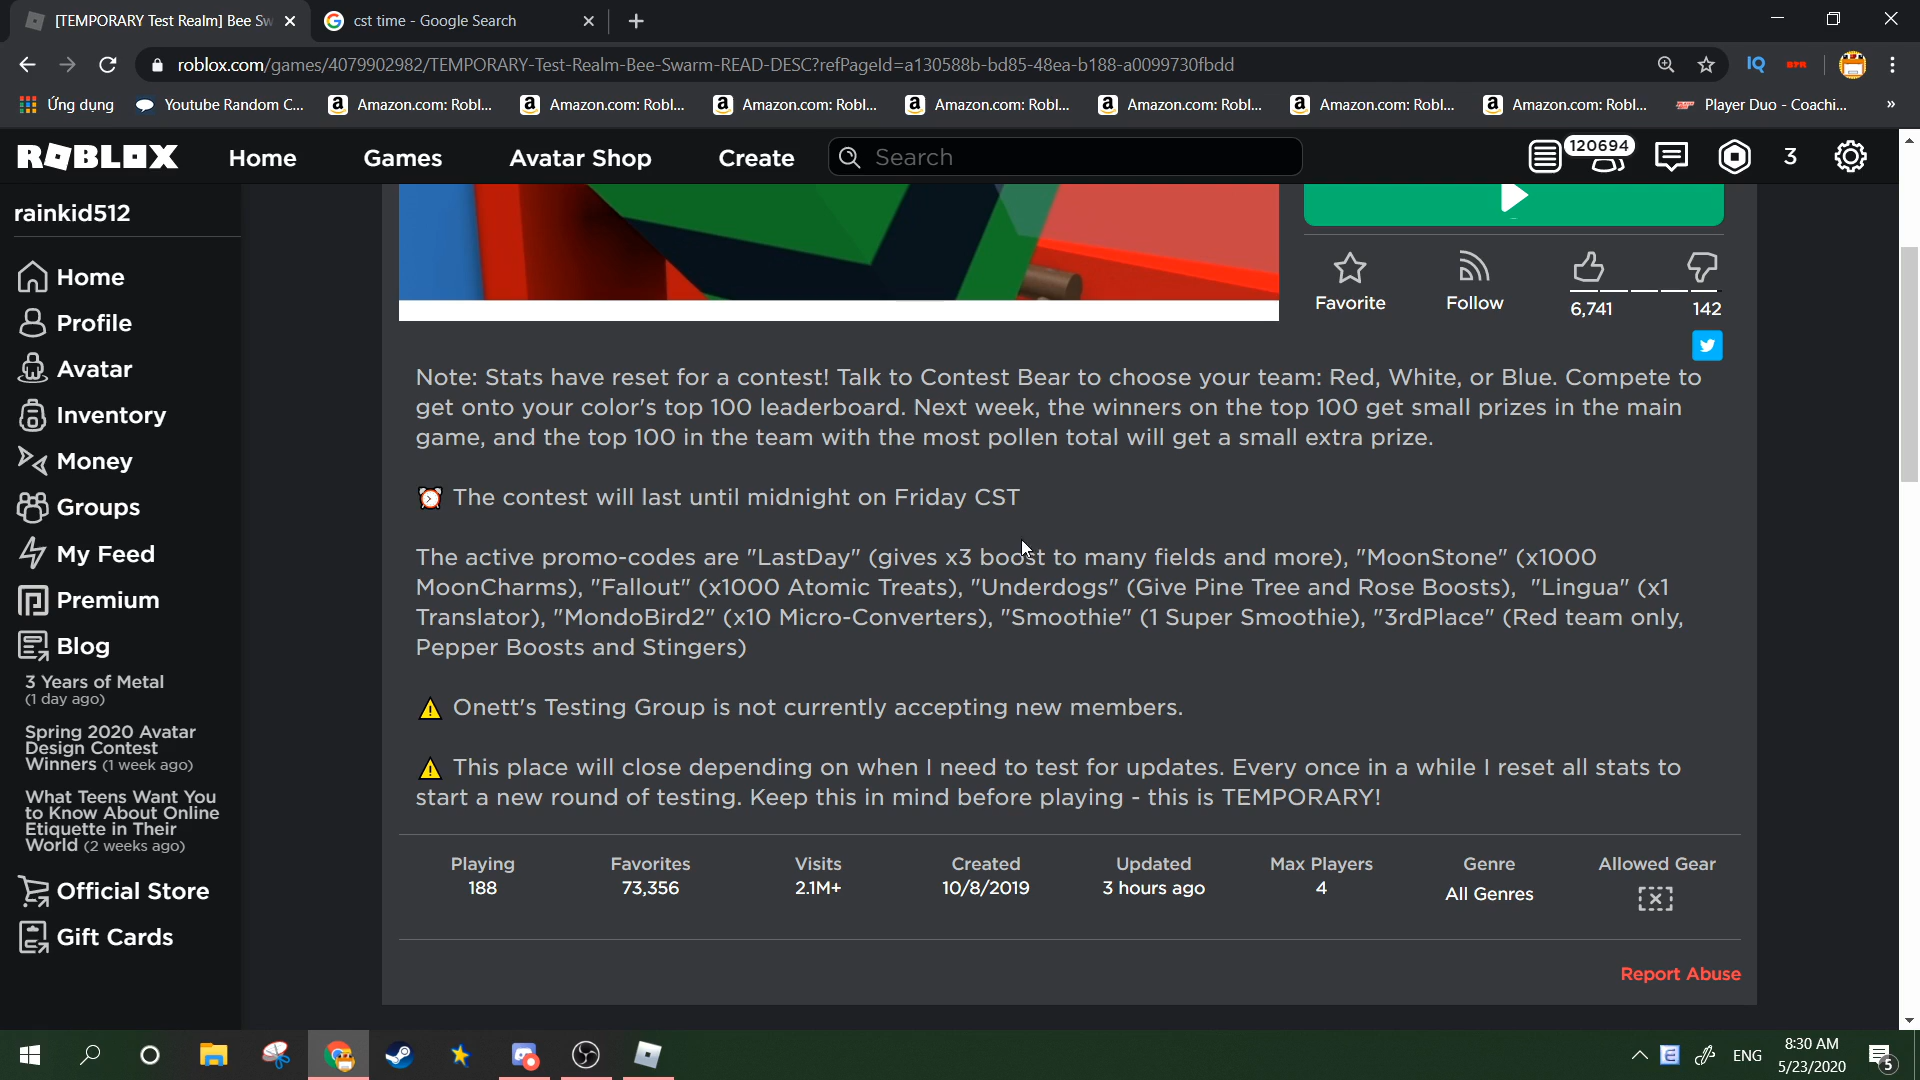 [TEMPORARY Test Realm] Bee Sw
cst time - Google Search
roblox.com/games/4079902982/TEMPORARY-Test-Realm-Bee-Swarm-READ-DESC?refPageId=a130588b-bd85-48ea-b188-a0099730fbdd
IQ
Ứng dụng
Youtube Random C...
Amazon.com: Robl...
Amazon.com: Robl...
Amazon.com: Robl...
Amazon.com: Robl...
Amazon.com: Robl...
Amazon.com: Robl...
Amazon.com: Robl...
Player Duo - Coachi...
»
ROBLOX
Home
Games
Avatar Shop
Create
Search
120694
3
rainkid512
Home
Profile
Avatar
Inventory
Money
Groups
My Feed
Premium
Blog
3 Years of Metal
(1 day ago)
Spring 2020 Avatar
Design Contest
Winners (1 week ago)
What Teens Want You
to Know About Online
Etiquette in Their
World (2 weeks ago)
Official Store
Gift Cards
Favorite
Follow
6,741
142
Note: Stats have reset for a contest! Talk to Contest Bear to choose your team: Red, White, or Blue. Compete to
get onto your color's top 100 leaderboard. Next week, the winners on the top 100 get small prizes in the main
game, and the top 100 in the team with the most pollen total will get a small extra prize.
⏰ The contest will last until midnight on Friday CST
The active promo-codes are "LastDay" (gives x3 boost to many fields and more), "MoonStone" (x1000
MoonCharms), "Fallout" (x1000 Atomic Treats), "Underdogs" (Give Pine Tree and Rose Boosts), "Lingua" (x1
Translator), "MondoBird2" (x10 Micro-Converters), "Smoothie" (1 Super Smoothie), "3rdPlace" (Red team only,
Pepper Boosts and Stingers)
⚠ Onett's Testing Group is not currently accepting new members.
⚠ This place will close depending on when I need to test for updates. Every once in a while I reset all stats to
start a new round of testing. Keep this in mind before playing - this is TEMPORARY!
Playing
188
Favorites
73,356
Visits
2.1M+
Created
10/8/2019
Updated
3 hours ago
Max Players
4
Genre
All Genres
Allowed Gear
Report Abuse
ENG
8:30 AM
5/23/2020
5